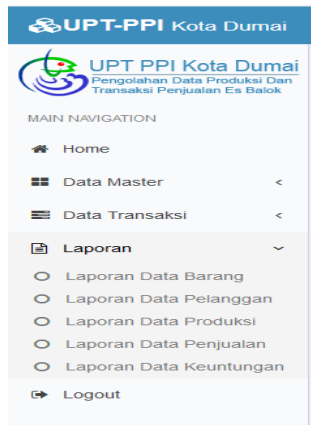 UPT-PPI Kota Dumai
UPT PPI Kota Dumai
Pengolahan Data Produksi Dan
Transaksi Penjualan Es Balok
MAIN NAVIGATION
Home
Data Master
Data Transaksi
Laporan
Laporan Data Barang
Laporan Data Pelanggan
Laporan Data Produksi
Laporan Data Penjualan
Laporan Data Keuntungan
Logout